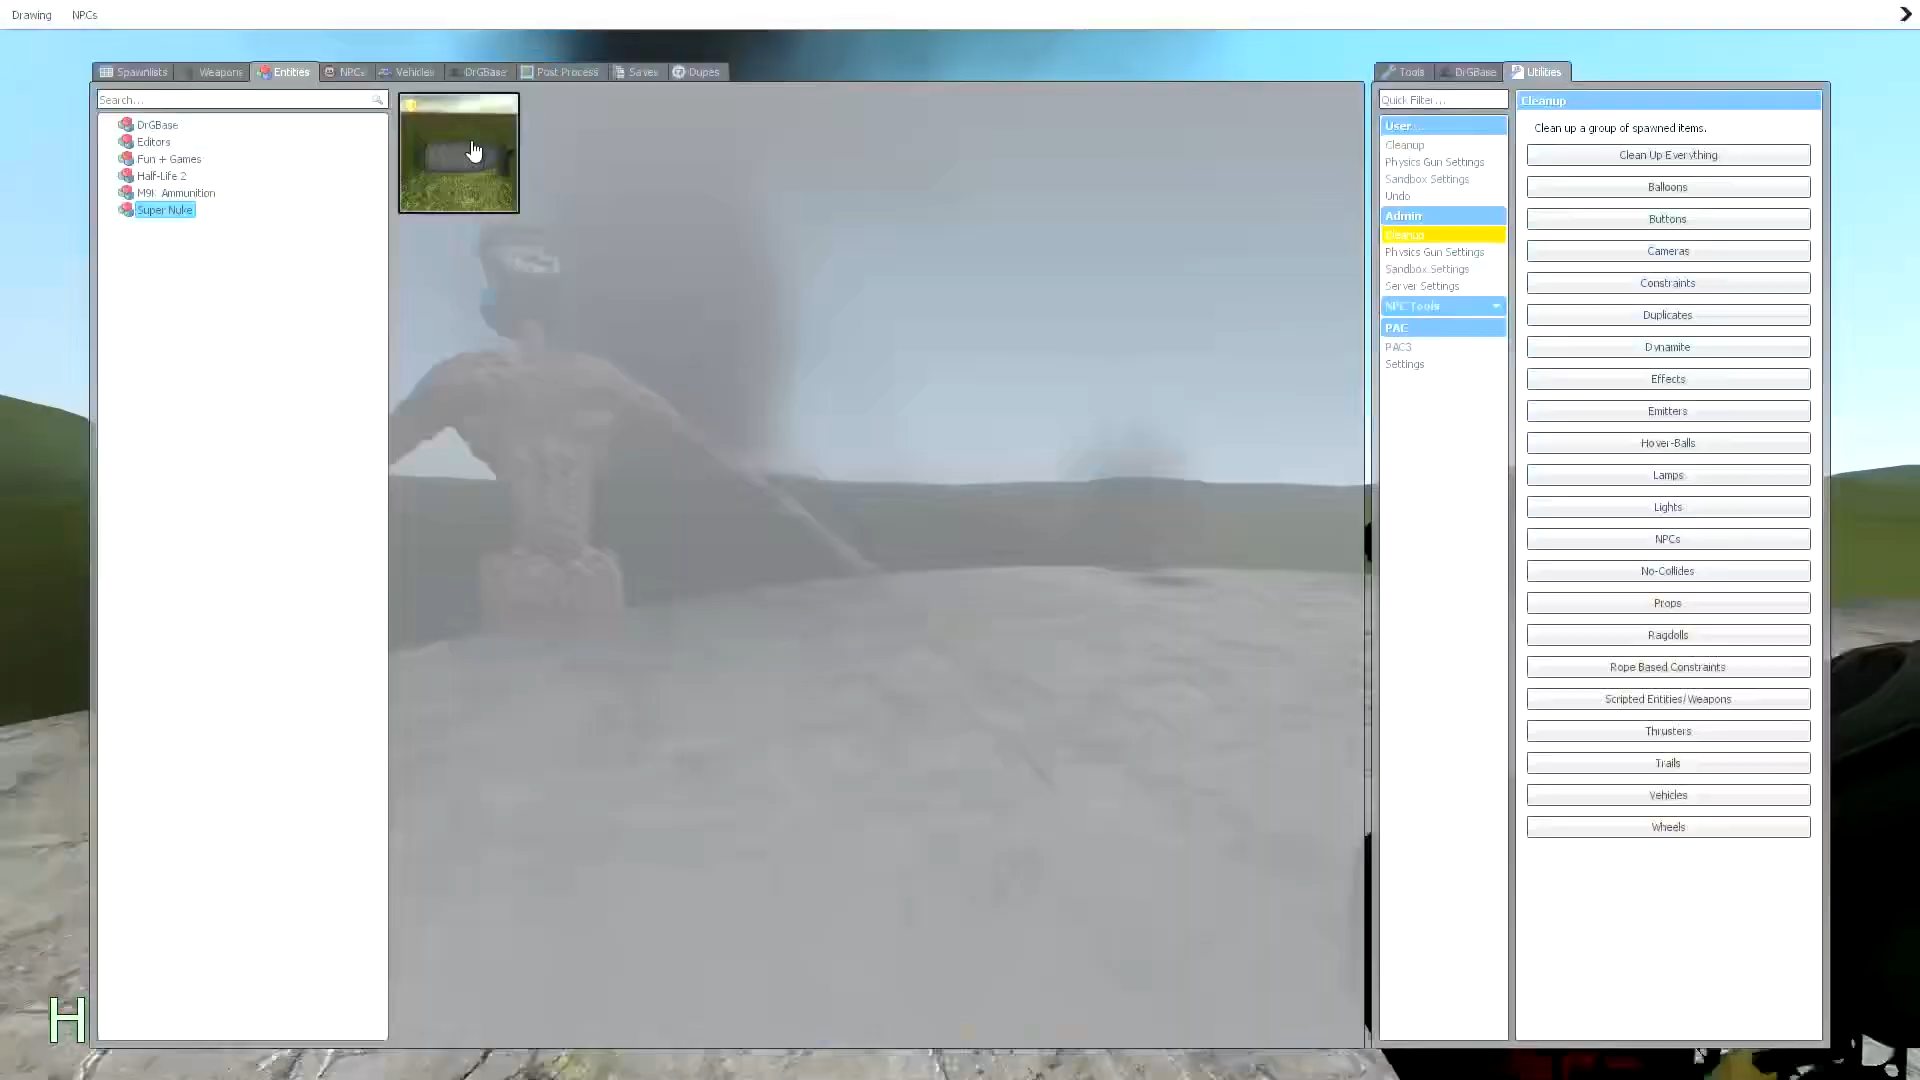 Drawing NPCs
Spawnlists Weapons Entities NPCs Vehicles DrGBase Post Process Saves Dupes
Search...
DrGBase
Editors
Fun + Games
Half-Life 2
M9K Ammunition
Super Nuke
Tools DrGBase Utilities
Quick Filter...
User
Cleanup
Physics Gun Settings
Sandbox Settings
Undo
Admin
Cleanup
Physics Gun Settings
Sandbox Settings
Server Settings
NPC Tools
PAC
PAC3
Settings
Cleanup
Clean up a group of spawned items.
Clean Up Everything
Balloons
Buttons
Cameras
Constraints
Duplicates
Dynamite
Effects
Emitters
Hover-Balls
Lamps
Lights
NPCs
No-Collides
Props
Ragdolls
Rope Based Constraints
Scripted Entities/Weapons
Thrusters
Trails
Vehicles
Wheels
H